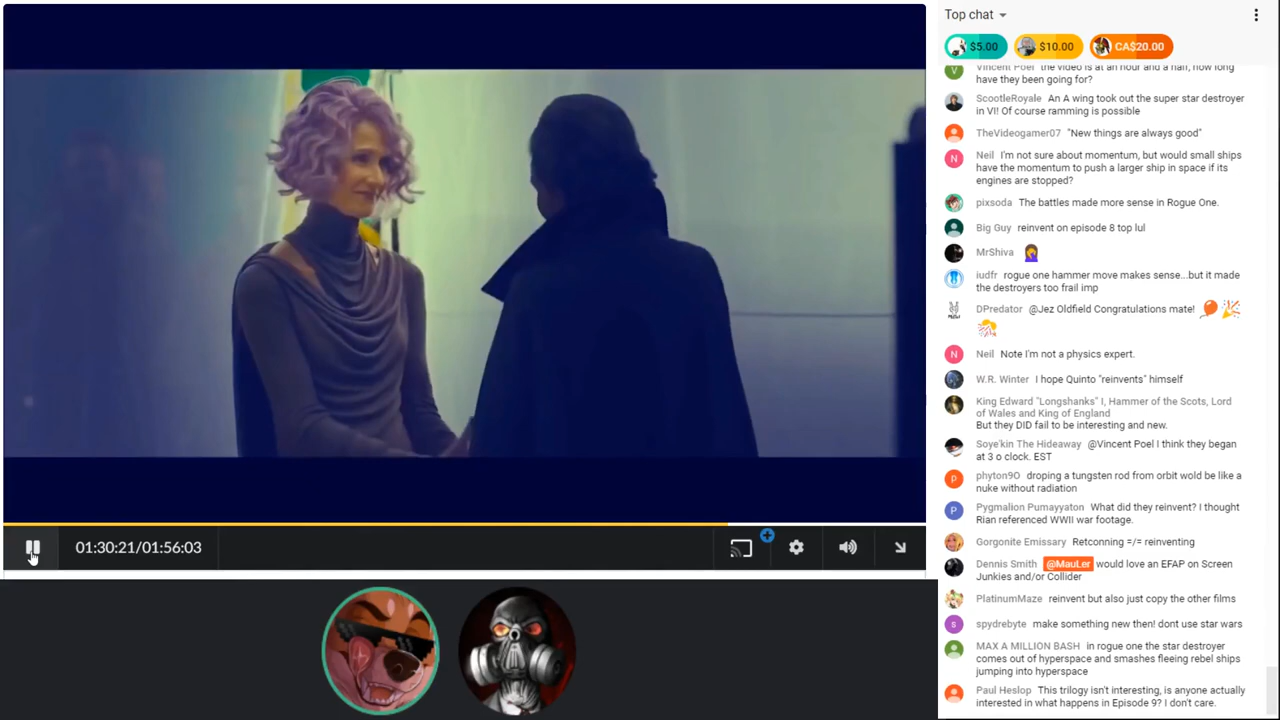 Top chat
$5.00 $10.00 CA$20.00
Vincent Poel the video is at an hour and a half, how long
have they been going for?
ScootleRoyale An A wing took out the super star destroyer
in VI! Of course ramming is possible
TheVideogamer07 "New things are always good"
Neil I'm not sure about momentum, but would small ships
have the momentum to push a larger ship in space if its
engines are stopped?
pixsoda The battles made more sense in Rogue One.
Big Guy reinvent on episode 8 top lul
MrShiva
iudfr rogue one hammer move makes sense...but it made
the destroyers too frail imp
DPredator @Jez Oldfield Congratulations mate!
Neil Note I'm not a physics expert.
W.R. Winter I hope Quinto "reinvents" himself
King Edward "Longshanks" I, Hammer of the Scots, Lord
of Wales and King of England
But they DID fail to be interesting and new.
Soye'kin The Hideaway @Vincent Poel I think they began
at 3 o clock. EST
phyton90 droping a tungsten rod from orbit wold be like a
nuke without radiation
Pygmalion Pumayyaton What did they reinvent? I thought
Rian referenced WWII war footage.
Gorgonite Emissary Retconning =/= reinventing
Dennis Smith @MauLer would love an EFAP on Screen
Junkies and/or Collider
PlatinumMaze reinvent but also just copy the other films
spydrebyte make something new then! dont use star wars
MAX A MILLION BASH in rogue one the star destroyer
comes out of hyperspace and smashes fleeing rebel ships
jumping into hyperspace
Paul Heslop This trilogy isn't interesting, is anyone actually
interested in what happens in Episode 9? I don't care.
01:30:21/01:56:03